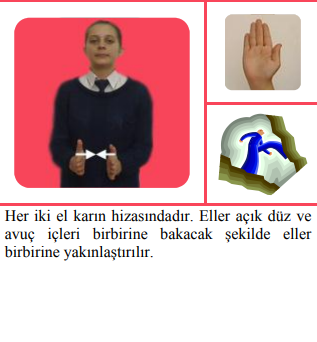 Her iki el karın hizasındadır. Eller açık düz ve
avuç içleri birbirine bakacak şekilde eller
birbirine yakınlaştırılır.